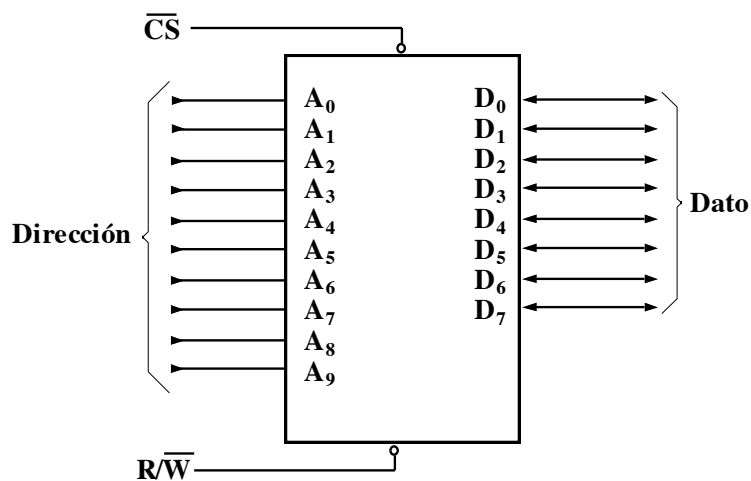 C̅S̅
A₀ D₀
A₁ D₁
A₂ D₂
A₃ D₃
A₄ D₄
Dirección
Dato
A₅ D₅
A₆ D₆
A₇ D₇
A₈
A₉
R/W̅